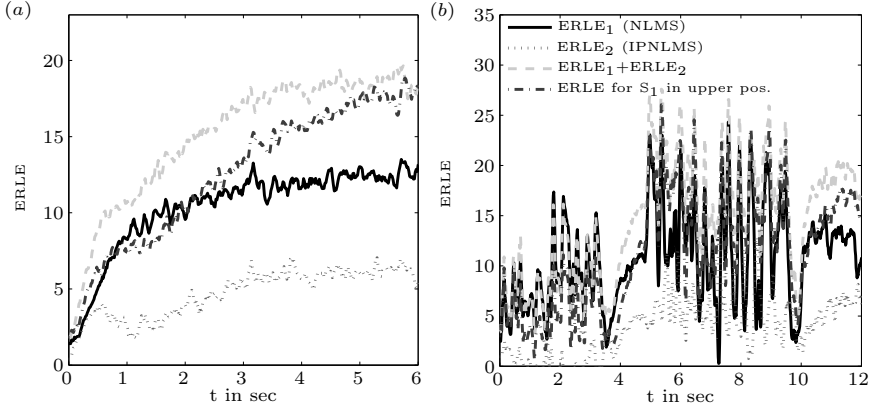 (a)
20
15
10
5
0
ERLE
0 1 2 3 4 5 6
t in sec
(b)
35
30
25
20
15
10
5
0
ERLE
ERLE1 (NLMS)
ERLE2 (IPNLMS)
ERLE1+ERLE2
ERLE for S1 in upper pos.
0 2 4 6 8 10 12
t in sec